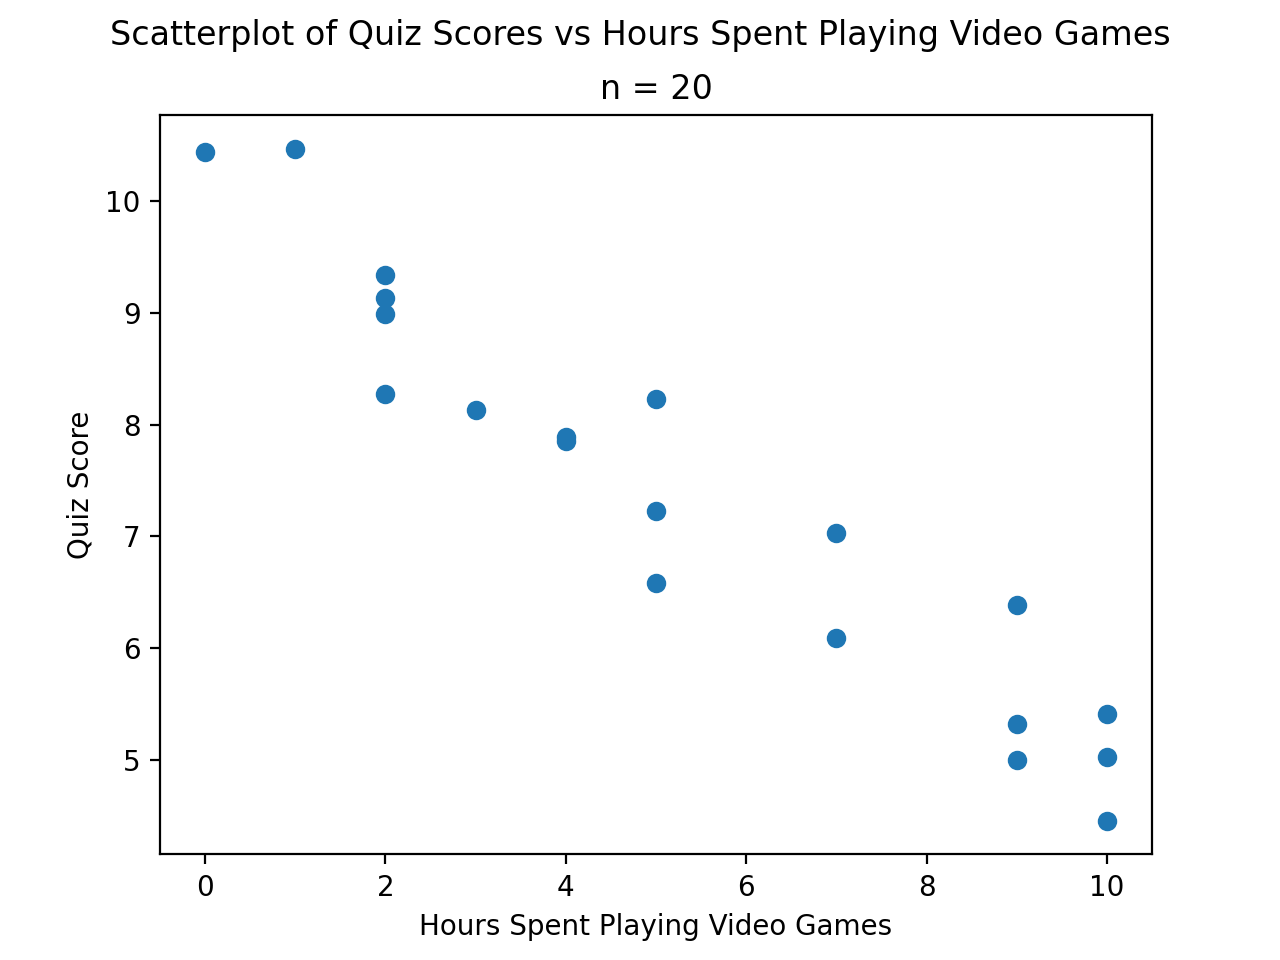 Scatterplot of Quiz Scores vs Hours Spent Playing Video Games
n = 20
10
9
8
7
6
5
Quiz Score
0 2 4 6 8 10
Hours Spent Playing Video Games